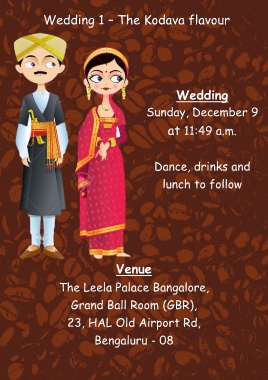 Wedding 1 – The Kodava flavour
Wedding
Sunday, December 9
at 11:49 a.m.
Dance, drinks and
lunch to follow
Venue
The Leela Palace Bangalore,
Grand Ball Room (GBR),
23, HAL Old Airport Rd,
Bengaluru - 08